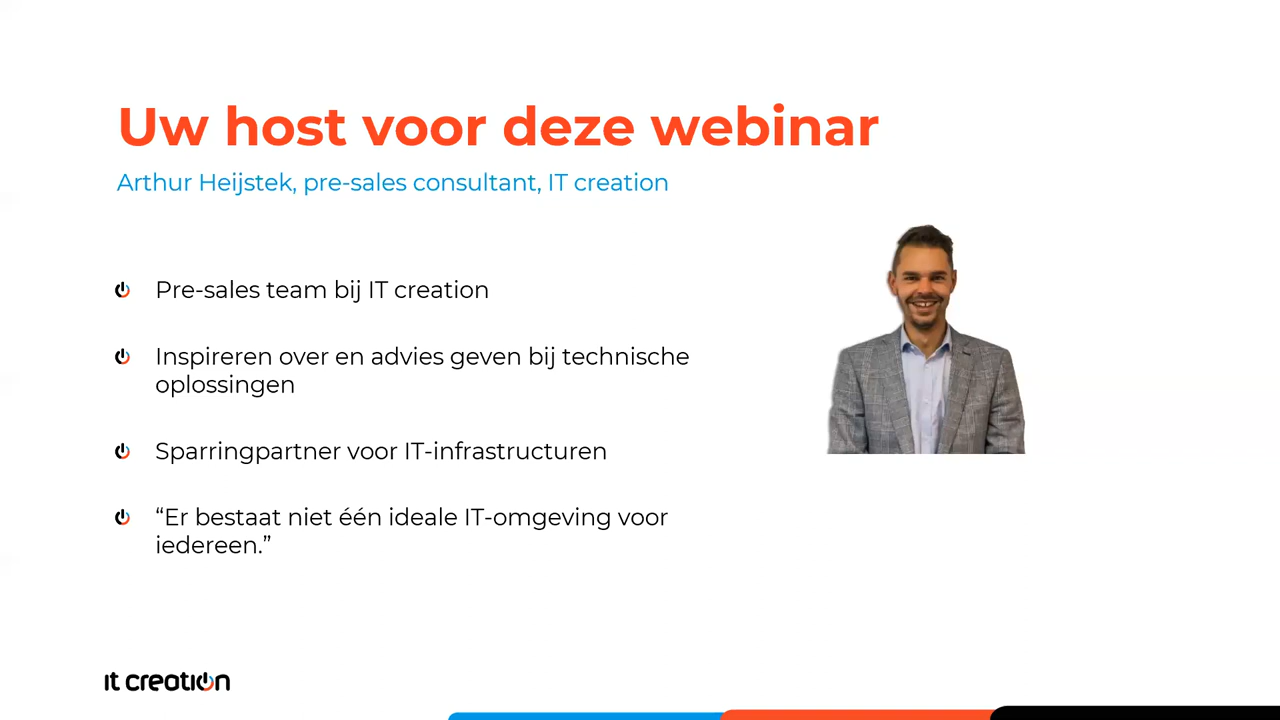 Uw host voor deze webinar
Arthur Heijstek, pre-sales consultant, IT creation
Pre-sales team bij IT creation
Inspireren over en advies geven bij technische
oplossingen
Sparringpartner voor IT-infrastructuren
“Er bestaat niet één ideale IT-omgeving voor
iedereen.”
it creation